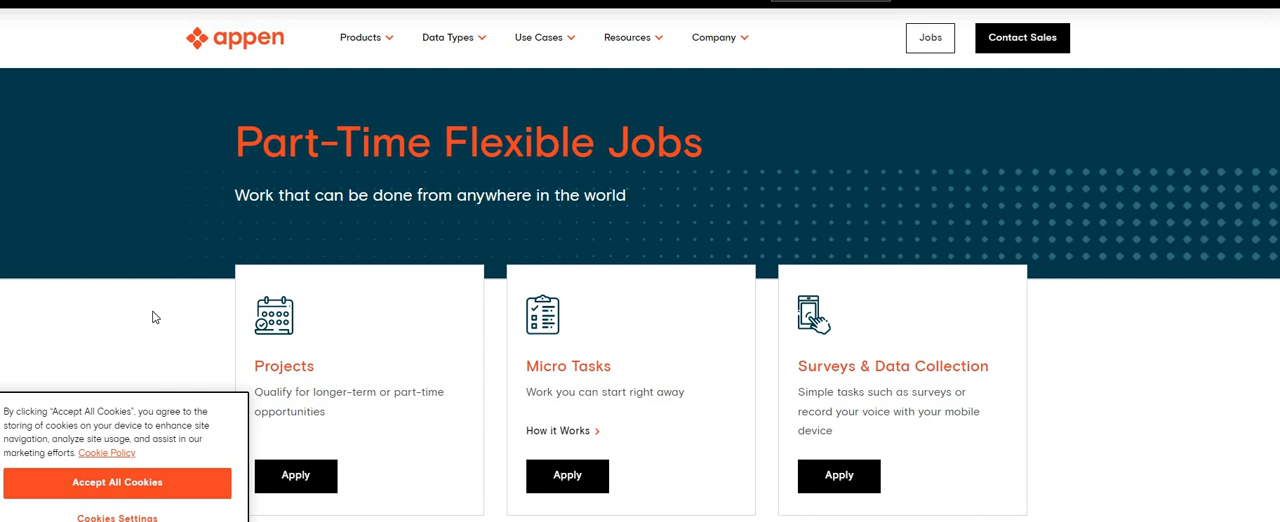 appen
Products
Data Types
Use Cases
Resources
Company
Jobs
Contact Sales
Part-Time Flexible Jobs
Work that can be done from anywhere in the world
Projects
Qualify for longer-term or part-time
opportunities
Apply
Micro Tasks
Work you can start right away
How it Works
Apply
Surveys & Data Collection
Simple tasks such as surveys or
record your voice with your mobile
device
Apply
By clicking “Accept All Cookies”, you agree to the
storing of cookies on your device to enhance site
navigation, analyze site usage, and assist in our
marketing efforts. Cookie Policy
Accept All Cookies
Cookies Settings